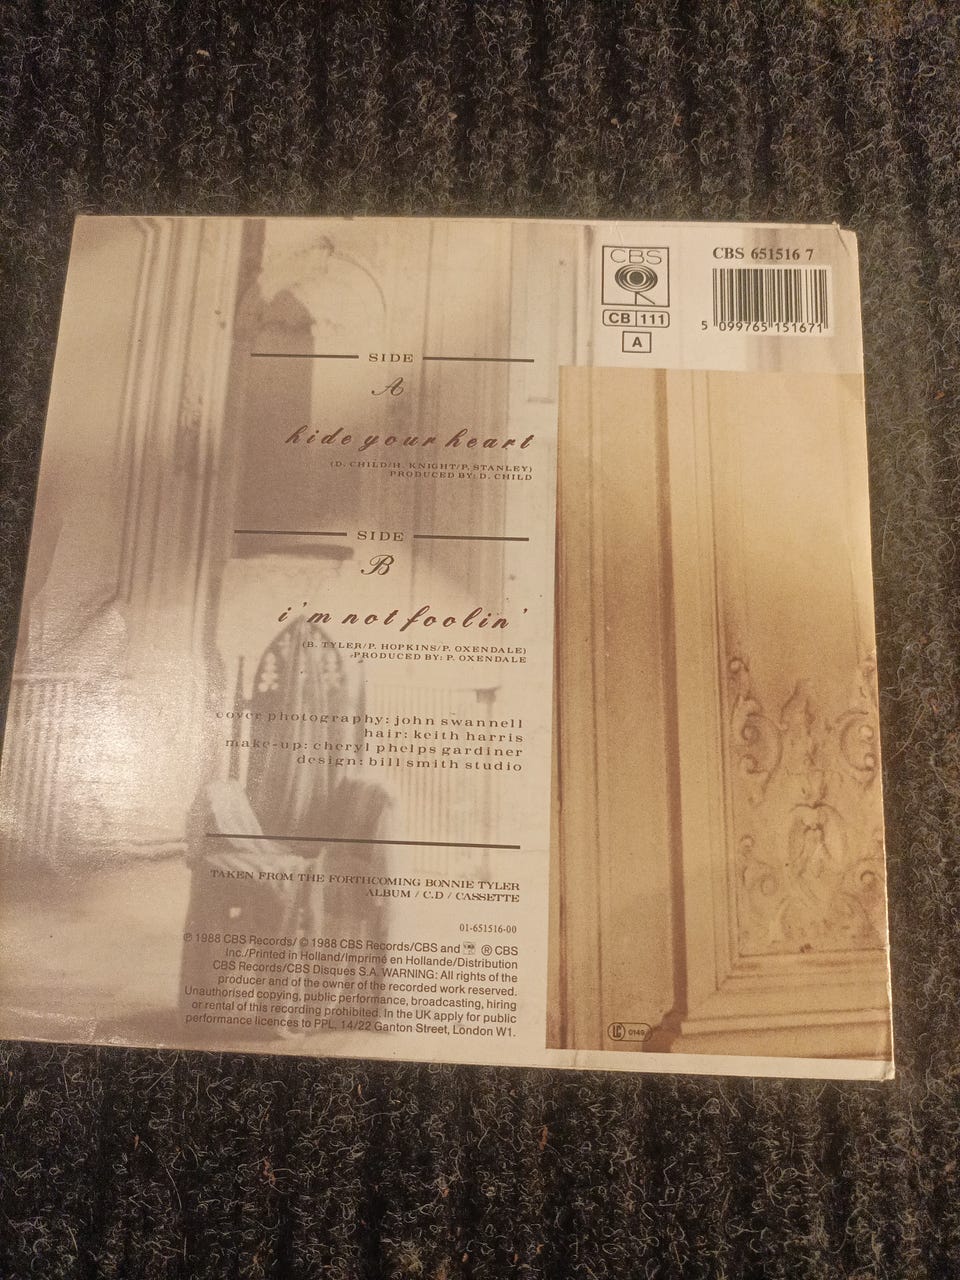 CBS
CBS 651516 7
CB 111
A
5 099765 151671
SIDE
A
hide your heart
(D. CHILD/H. KNIGHT/P. STANLEY)
PRODUCED BY: D. CHILD
SIDE
B
i'm not foolin'
(B. TYLER/P. HOPKINS/P. OXENDALE)
PRODUCED BY: P. OXENDALE
cover photography: john swannell
hair: keith harris
make-up: cheryl phelps gardiner
design: bill smith studio
TAKEN FROM THE FORTHCOMING BONNIE TYLER
ALBUM / C.D / CASSETTE
01-651516-00
℗ 1988 CBS Records/ © 1988 CBS Records/CBS and ® CBS
Inc./Printed in Holland/Imprimé en Hollande/Distribution
CBS Records/CBS Disques S.A. WARNING: All rights of the
producer and of the owner of the recorded work reserved.
Unauthorised copying, public performance, broadcasting, hiring
or rental of this recording prohibited. In the UK apply for public
performance licences to PPL, 14/22 Ganton Street, London W1.
LC 0149